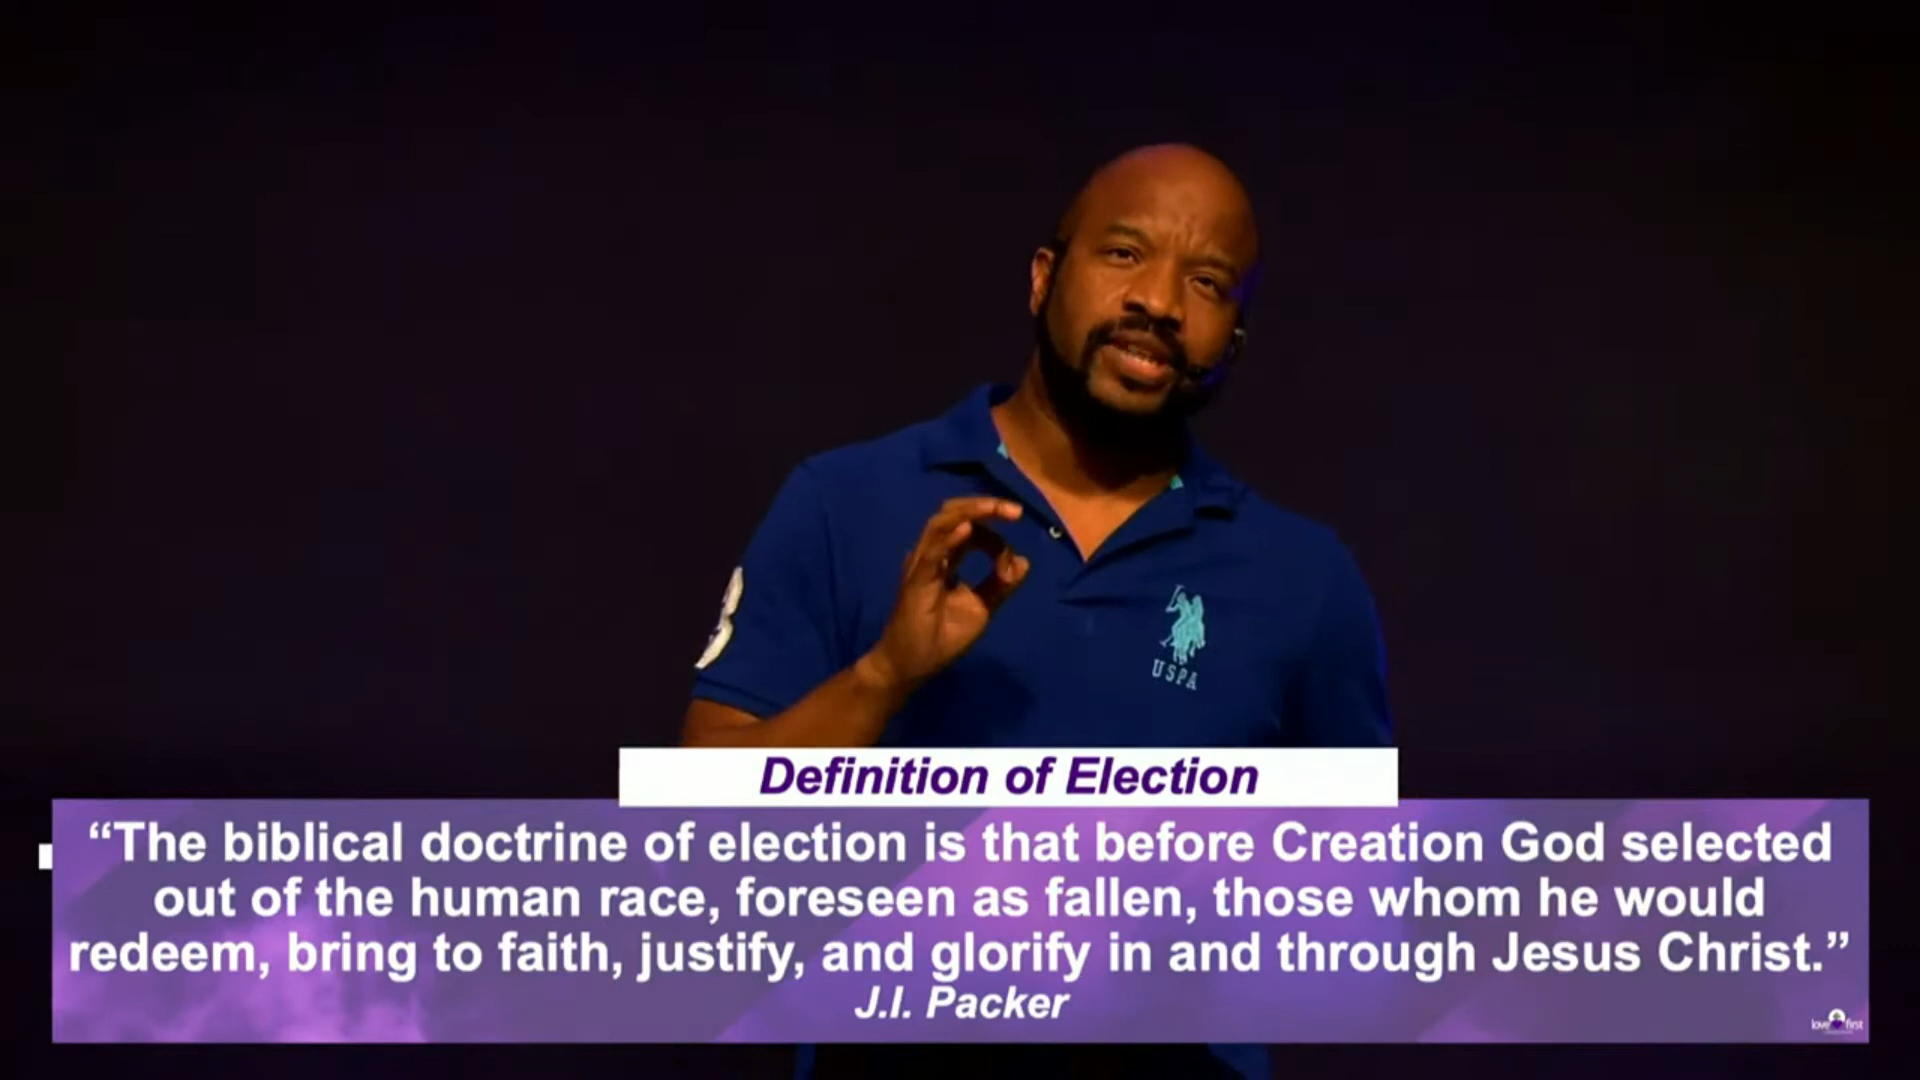 USPA
Definition of Election
“The biblical doctrine of election is that before Creation God selected
out of the human race, foreseen as fallen, those whom he would
redeem, bring to faith, justify, and glorify in and through Jesus Christ.”
J.I. Packer
love first